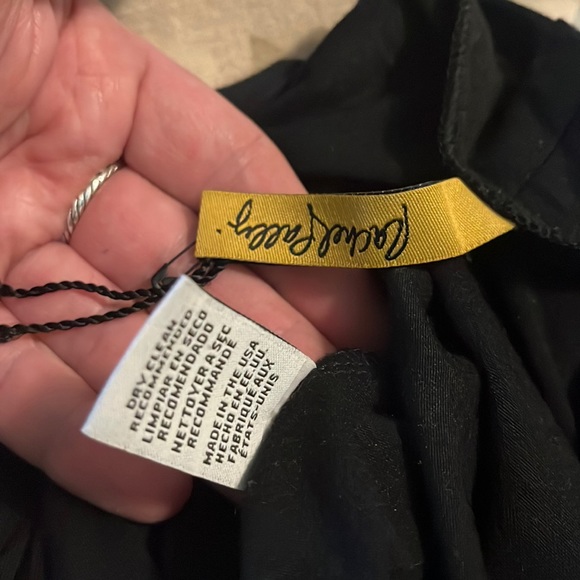 Rachel Pally
DRY CLEAN
RECOMMENDED
LIMPIAR EN SECO
RECOMENDADO
NETTOYER A SEC
RECOMMANDE
MADE IN THE USA
HECHO EN EE.UU.
FABRIQUE AUX
ÉTATS-UNIS